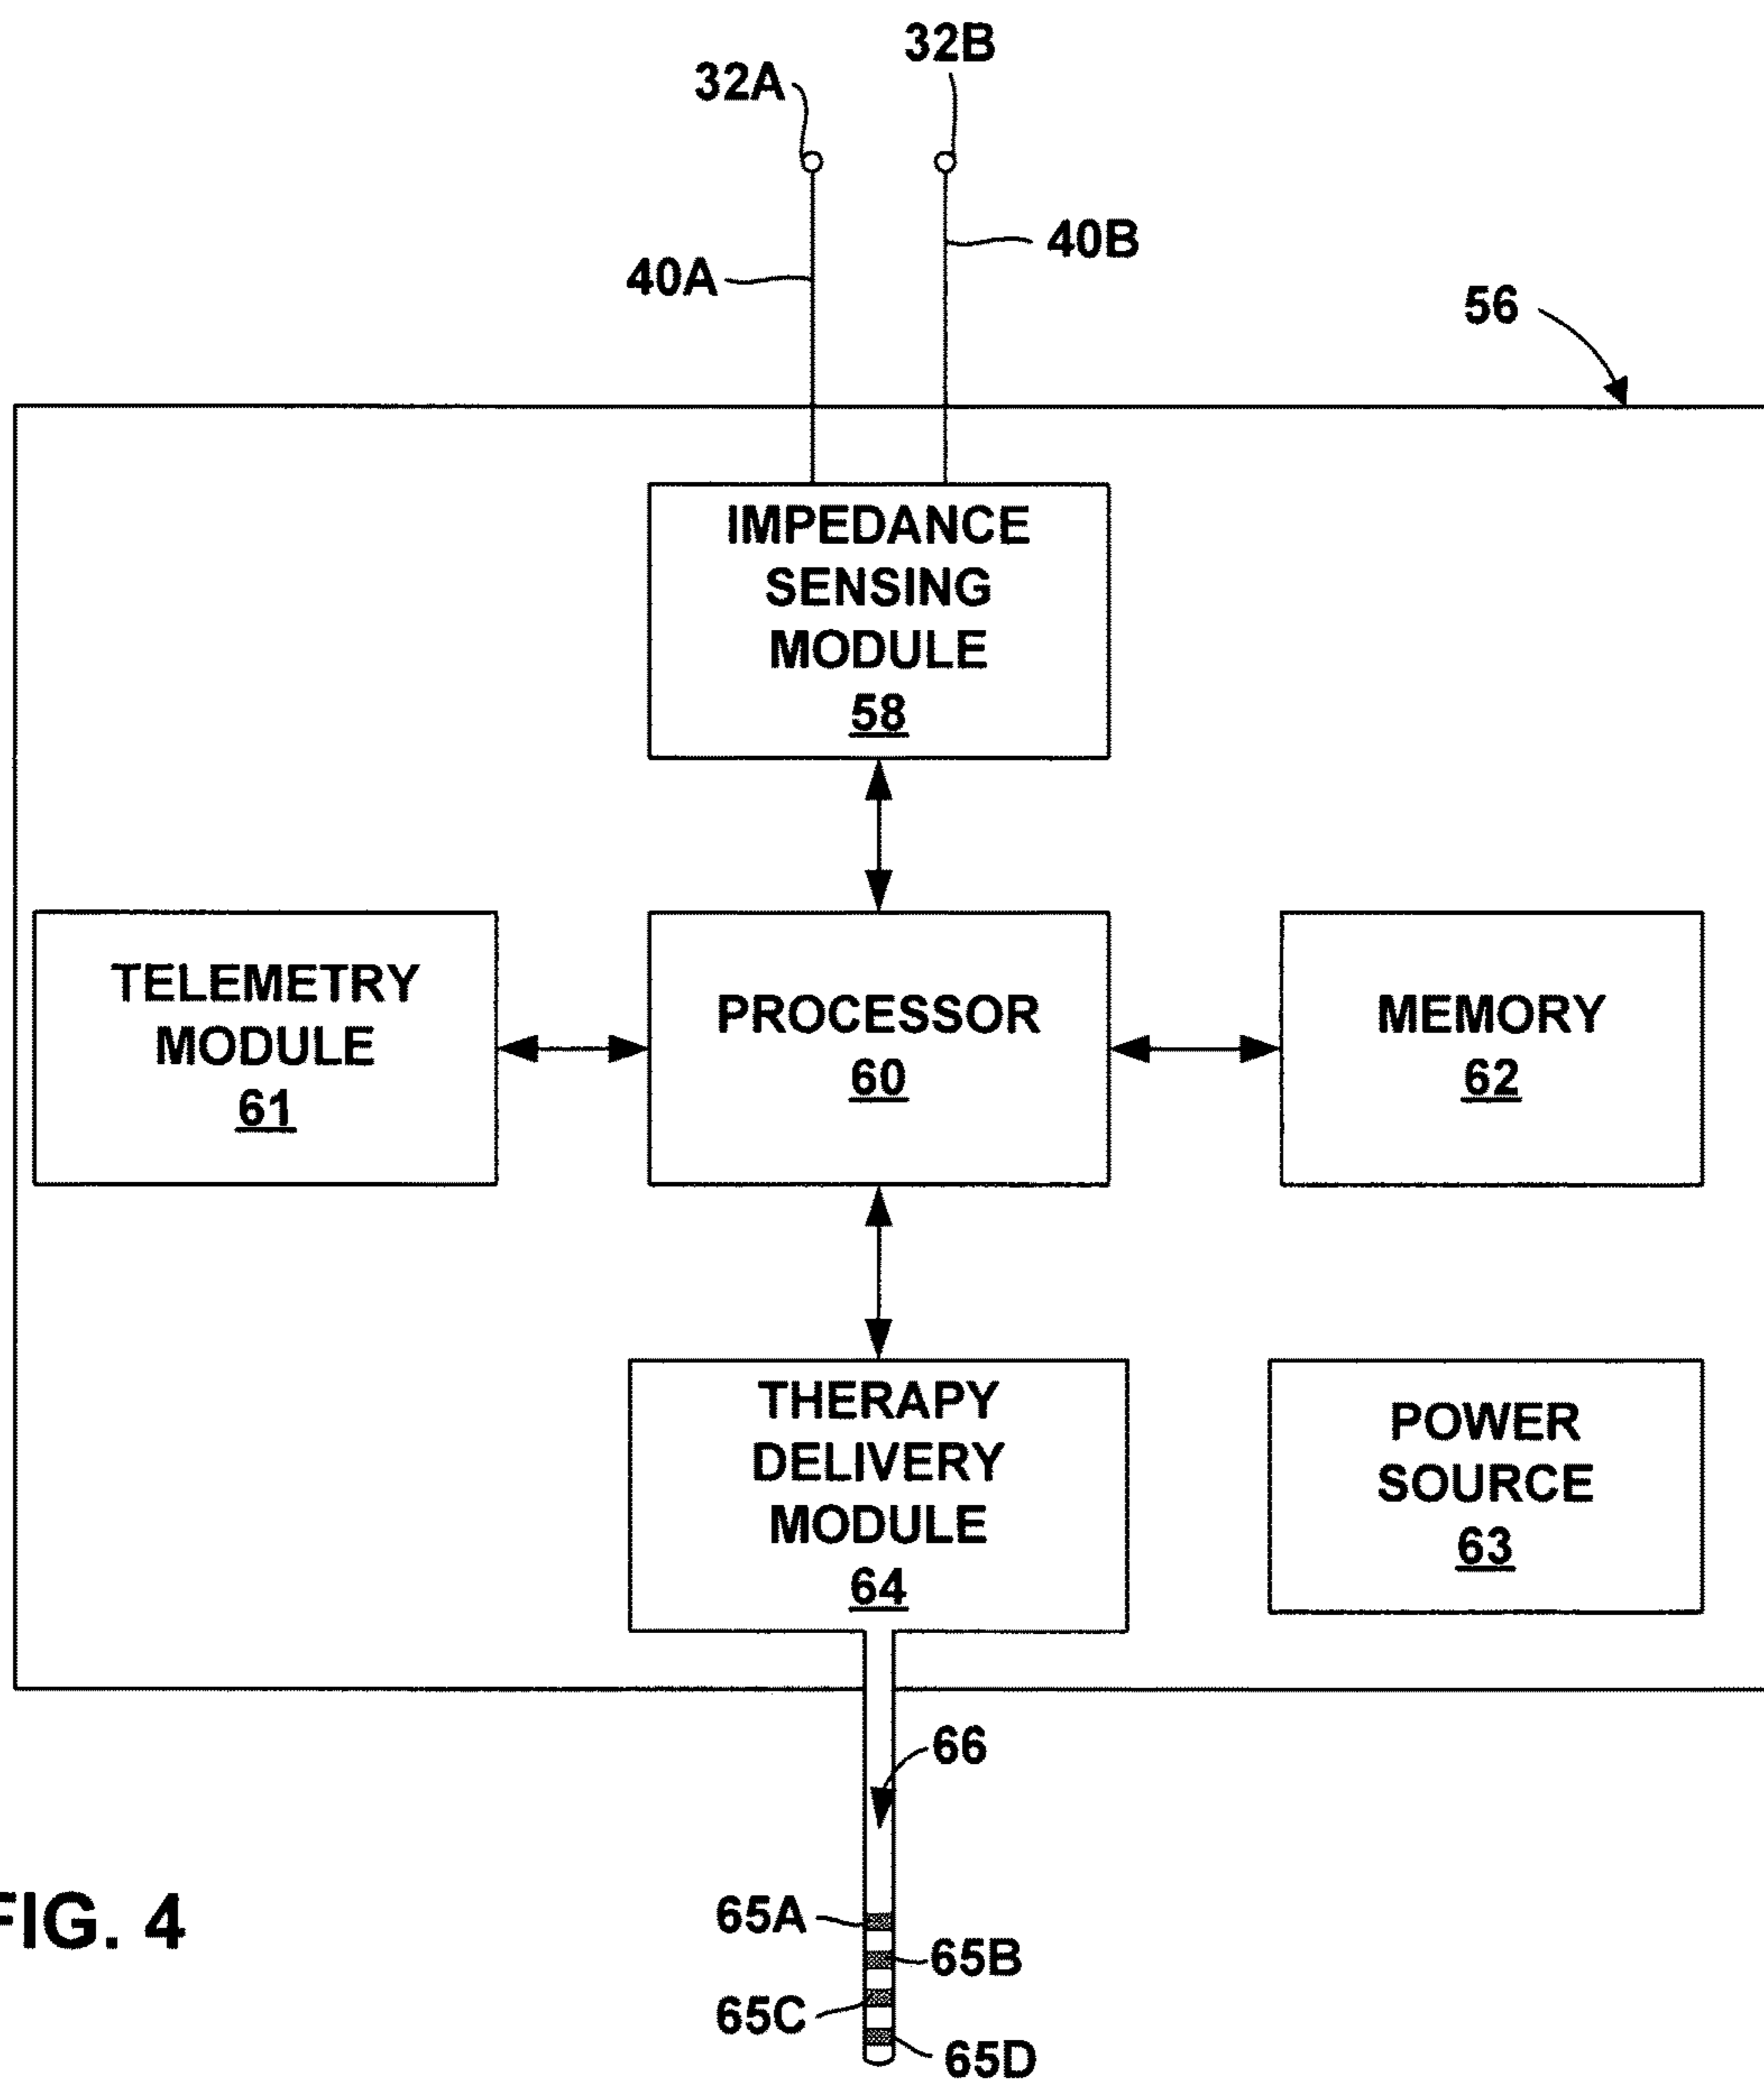 32B
32A
40B
40A
56
IMPEDANCE
SENSING
MODULE
58
TELEMETRY
MODULE
61
PROCESSOR
60
MEMORY
62
THERAPY
DELIVERY
MODULE
64
POWER
SOURCE
63
66
65A
65B
65C
65D
FIG. 4